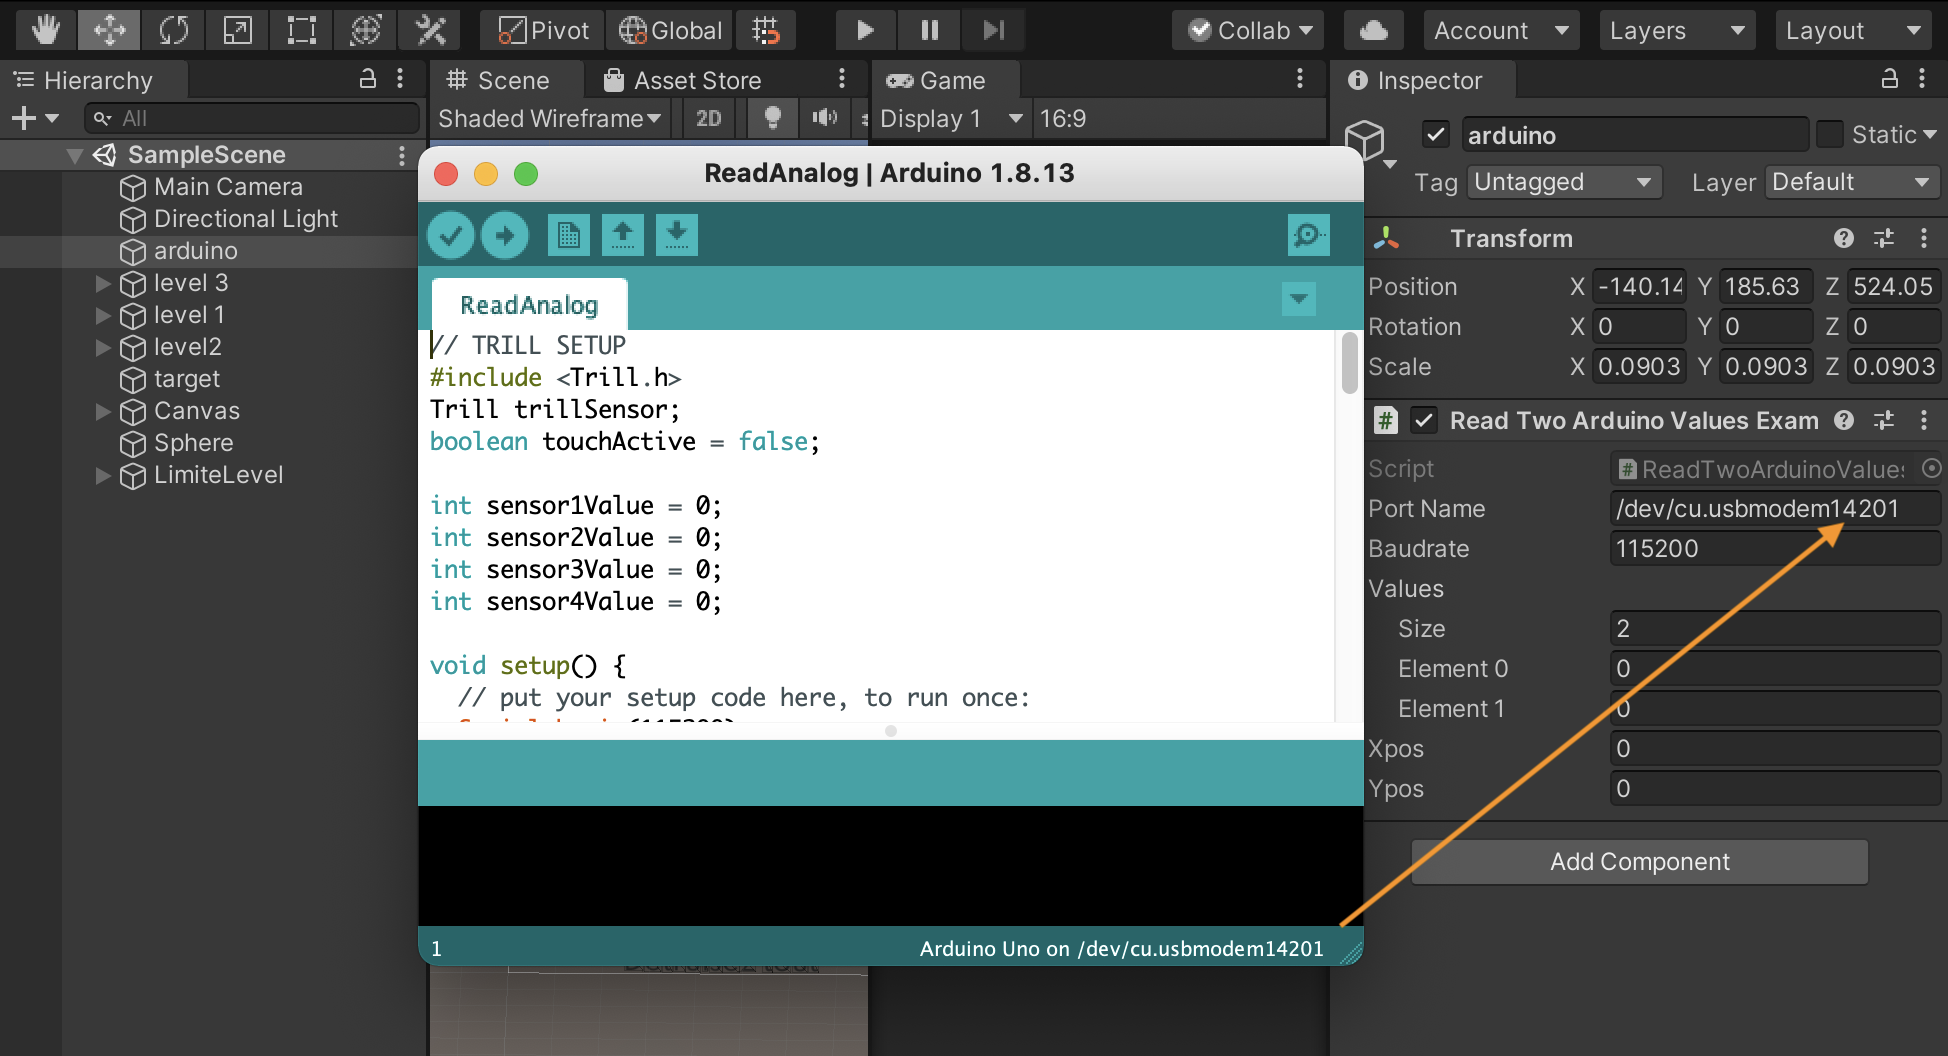 Pivot
Global
Collab
Account
Layers
Layout
Hierarchy
Scene
Asset Store
Game
Inspector
All
Shaded Wireframe
2D
Display 1
16:9
SampleScene
Main Camera
Directional Light
arduino
level 3
level 1
level2
target
Canvas
Sphere
LimiteLevel
ReadAnalog | Arduino 1.8.13
ReadAnalog
// TRILL SETUP
#include <Trill.h>
Trill trillSensor;
boolean touchActive = false;
int sensor1Value = 0;
int sensor2Value = 0;
int sensor3Value = 0;
int sensor4Value = 0;
void setup() {
// put your setup code here, to run once:
1
Arduino Uno on /dev/cu.usbmodem14201
arduino
Static
Tag Untagged
Layer Default
Transform
Position X -140.14 Y 185.63 Z 524.05
Rotation X 0 Y 0 Z 0
Scale X 0.0903 Y 0.0903 Z 0.0903
# Read Two Arduino Values Exam
Script # ReadTwoArduinoValues
Port Name /dev/cu.usbmodem14201
Baudrate 115200
Values
Size 2
Element 0 0
Element 1 0
Xpos 0
Ypos 0
Add Component